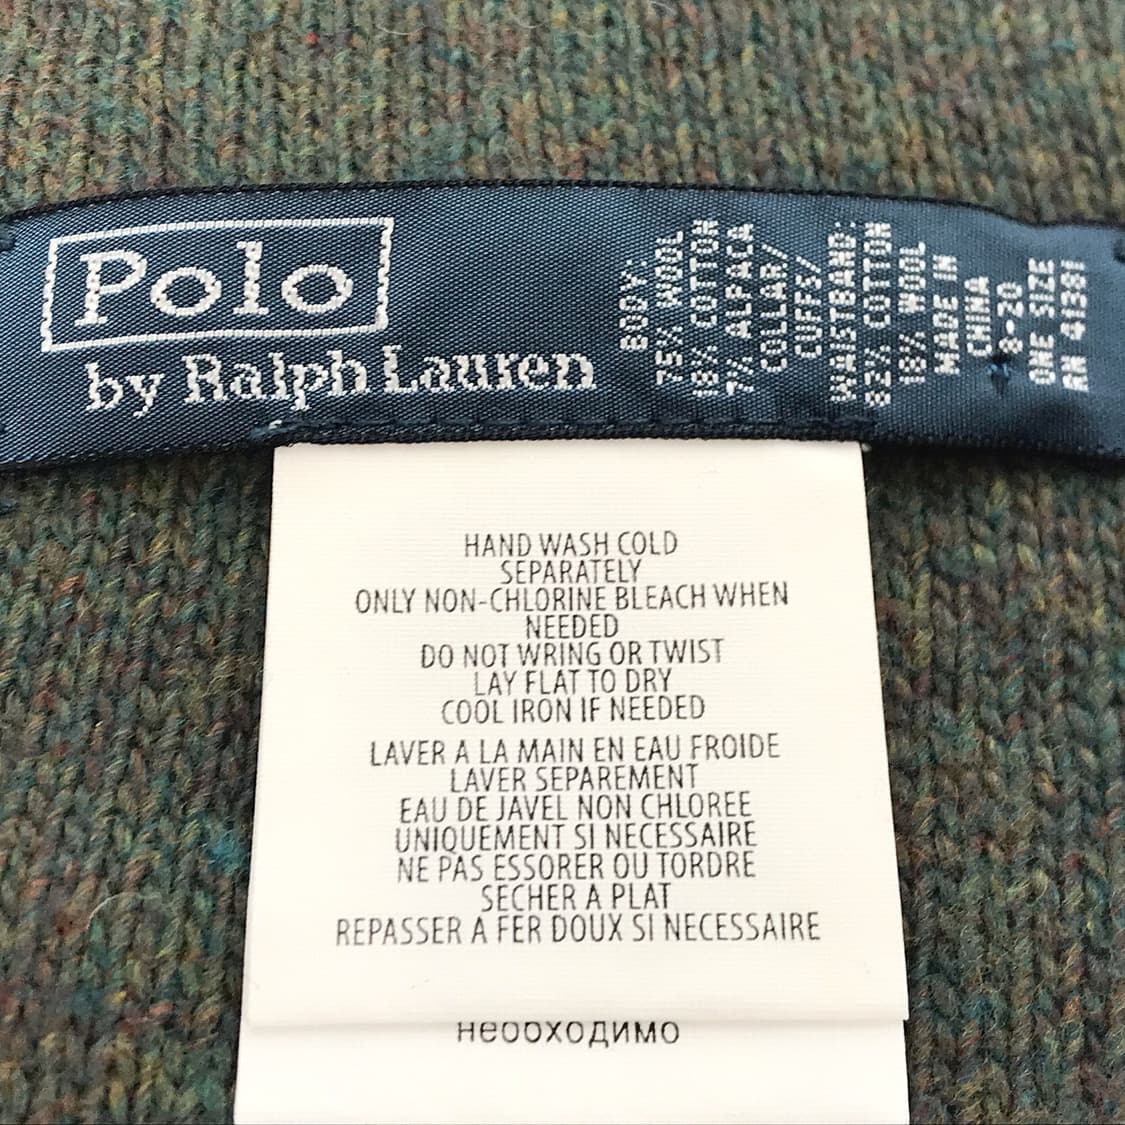 Polo
by Ralph Lauren
BODY:
75% WOOL
18% COTTON
7% ALPACA
COLLAR/
CUFFS/
WAISTBAND:
82% COTTON
18% WOOL
MADE IN
CHINA
8-20
ONE SIZE
RN 41381
HAND WASH COLD
SEPARATELY
ONLY NON-CHLORINE BLEACH WHEN
NEEDED
DO NOT WRING OR TWIST
LAY FLAT TO DRY
COOL IRON IF NEEDED
LAVER A LA MAIN EN EAU FROIDE
LAVER SEPAREMENT
EAU DE JAVEL NON CHLOREE
UNIQUEMENT SI NECESSAIRE
NE PAS ESSORER OU TORDRE
SECHER A PLAT
REPASSER A FER DOUX SI NECESSAIRE
необходимо